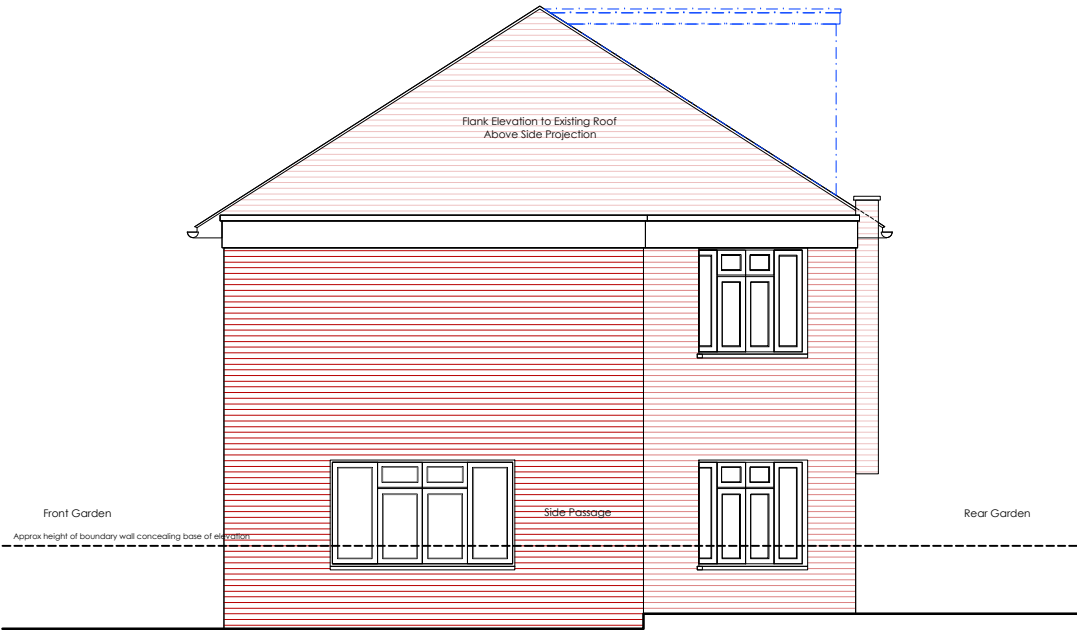 Flank Elevation to Existing Roof
Above Side Projection
Front Garden
Side Passage
Rear Garden
Approx height of boundary wall concealing base of elevation